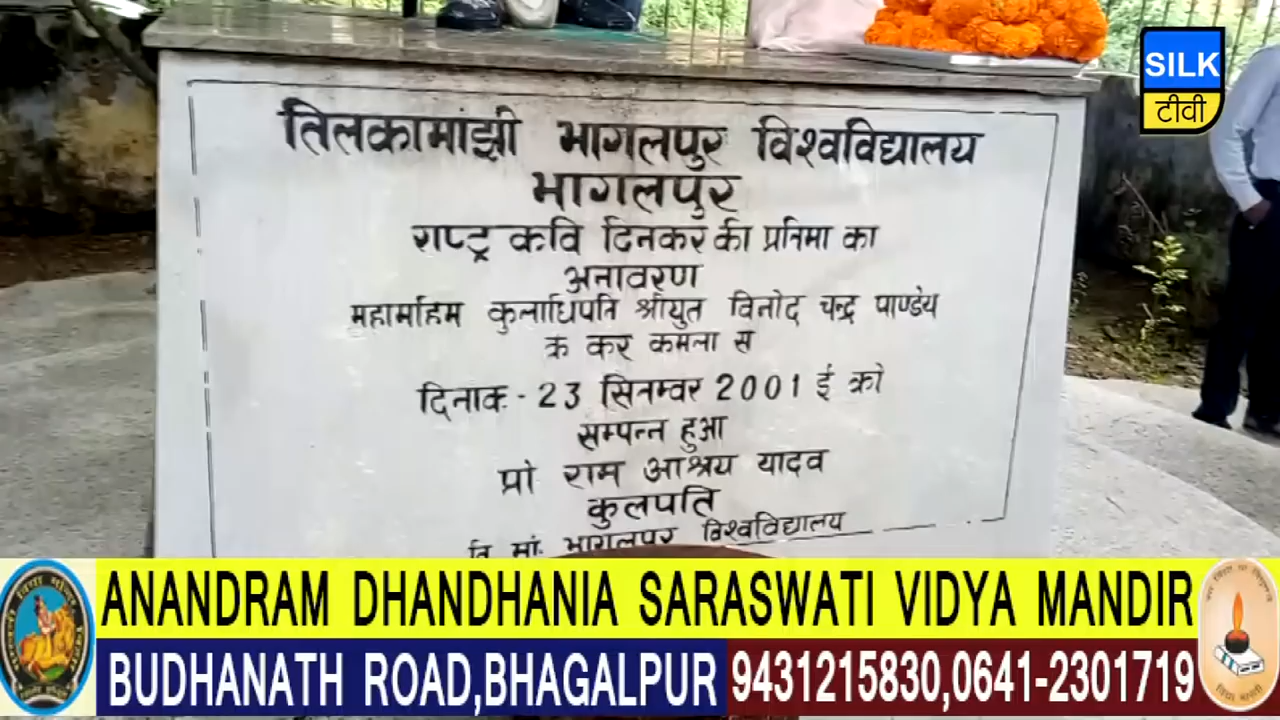 SILK
टीवी
तिलकामांझी भागलपुर विश्वविद्यालय
भागलपुर
राष्ट्र कवि दिनकर की प्रतिमा का
अनावरण
महामहिम कुलाधिपति श्रीयुत विनोद चन्द्र पाण्डेय
क कर कमला स
दिनाक - 23 सितम्वर 2001 ई को
सम्पन्न हुआ
प्रो राम आश्रय यादव
कुलपति
ति मां भागलपुर विश्वविद्यालय
ANANDRAM DHANDHANIA SARASWATI VIDYA MANDIR
BUDHANATH ROAD,BHAGALPUR 9431215830,0641-2301719